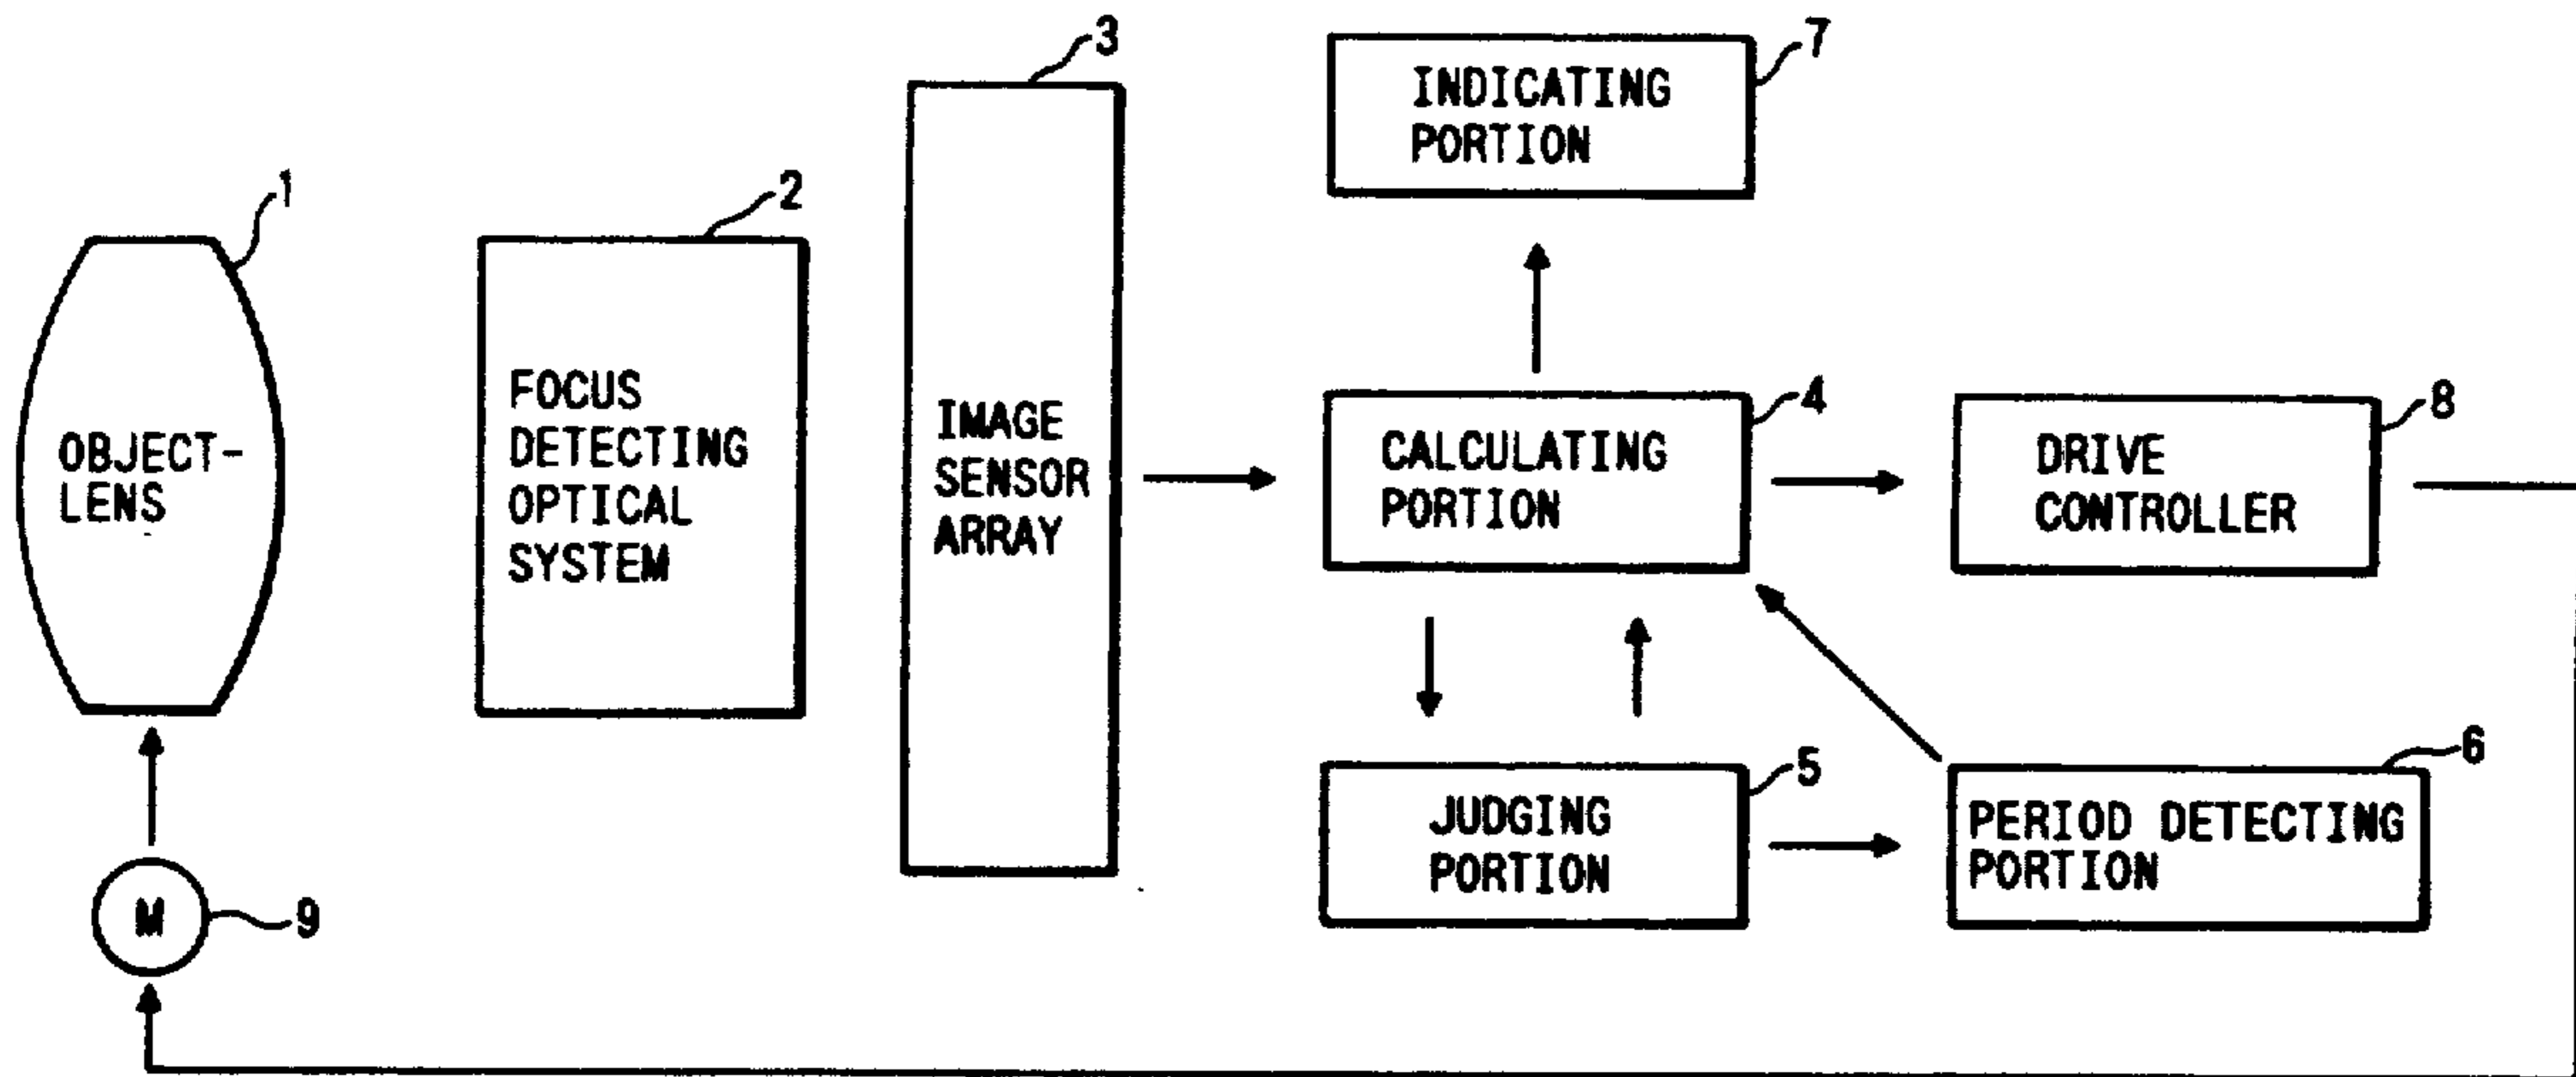 1
OBJECT-
LENS
2
FOCUS
DETECTING
OPTICAL
SYSTEM
3
IMAGE
SENSOR
ARRAY
7
INDICATING
PORTION
4
CALCULATING
PORTION
8
DRIVE
CONTROLLER
5
JUDGING
PORTION
6
PERIOD DETECTING
PORTION
M
9